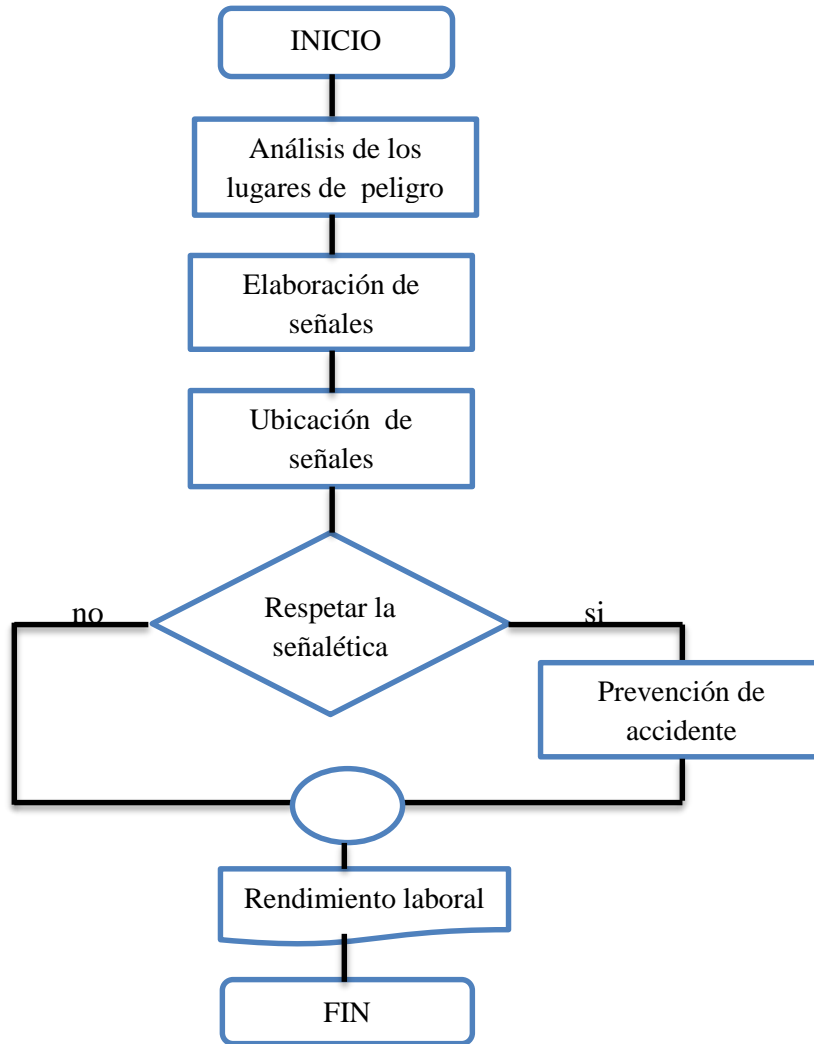 INICIO
Análisis de los
lugares de peligro
Elaboración de
señales
Ubicación de
señales
Respetar la
señalética
no
si
Prevención de
accidente
Rendimiento laboral
FIN